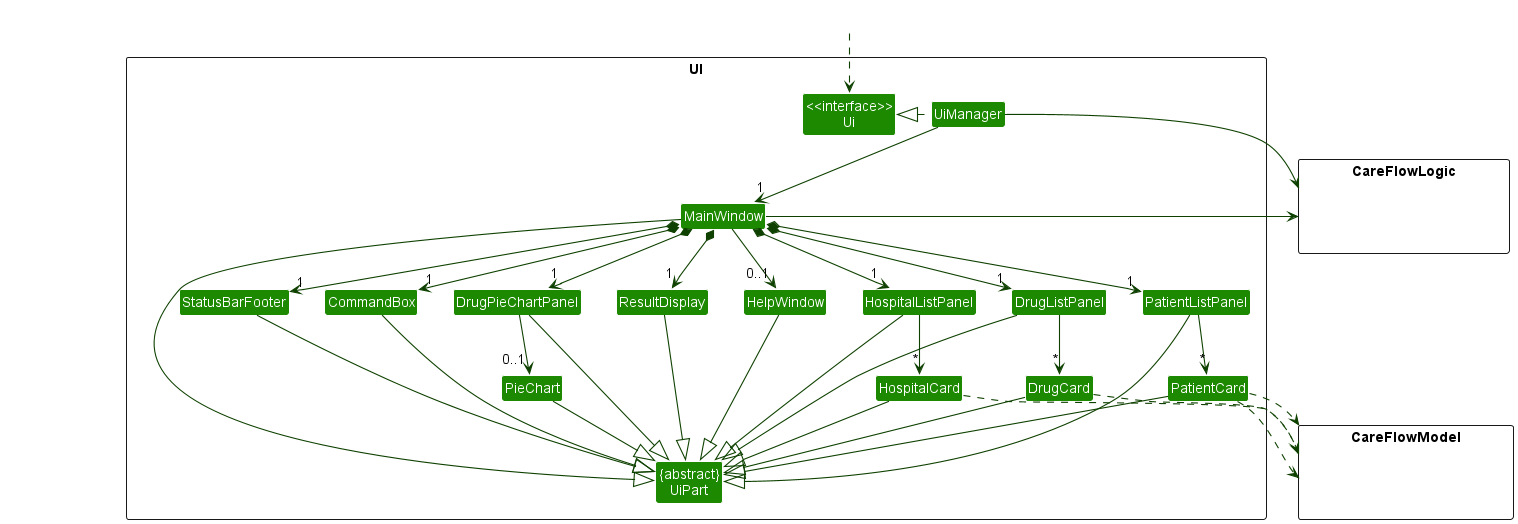 UI
<<interface>>
Ui
UiManager
CareFlowLogic
1
MainWindow
1
1
1
1
0..1
1
1
1
StatusBarFooter
CommandBox
DrugPieChartPanel
ResultDisplay
HelpWindow
HospitalListPanel
DrugListPanel
PatientListPanel
0..1
*
*
*
PieChart
HospitalCard
DrugCard
PatientCard
CareFlowModel
{abstract}
UiPart